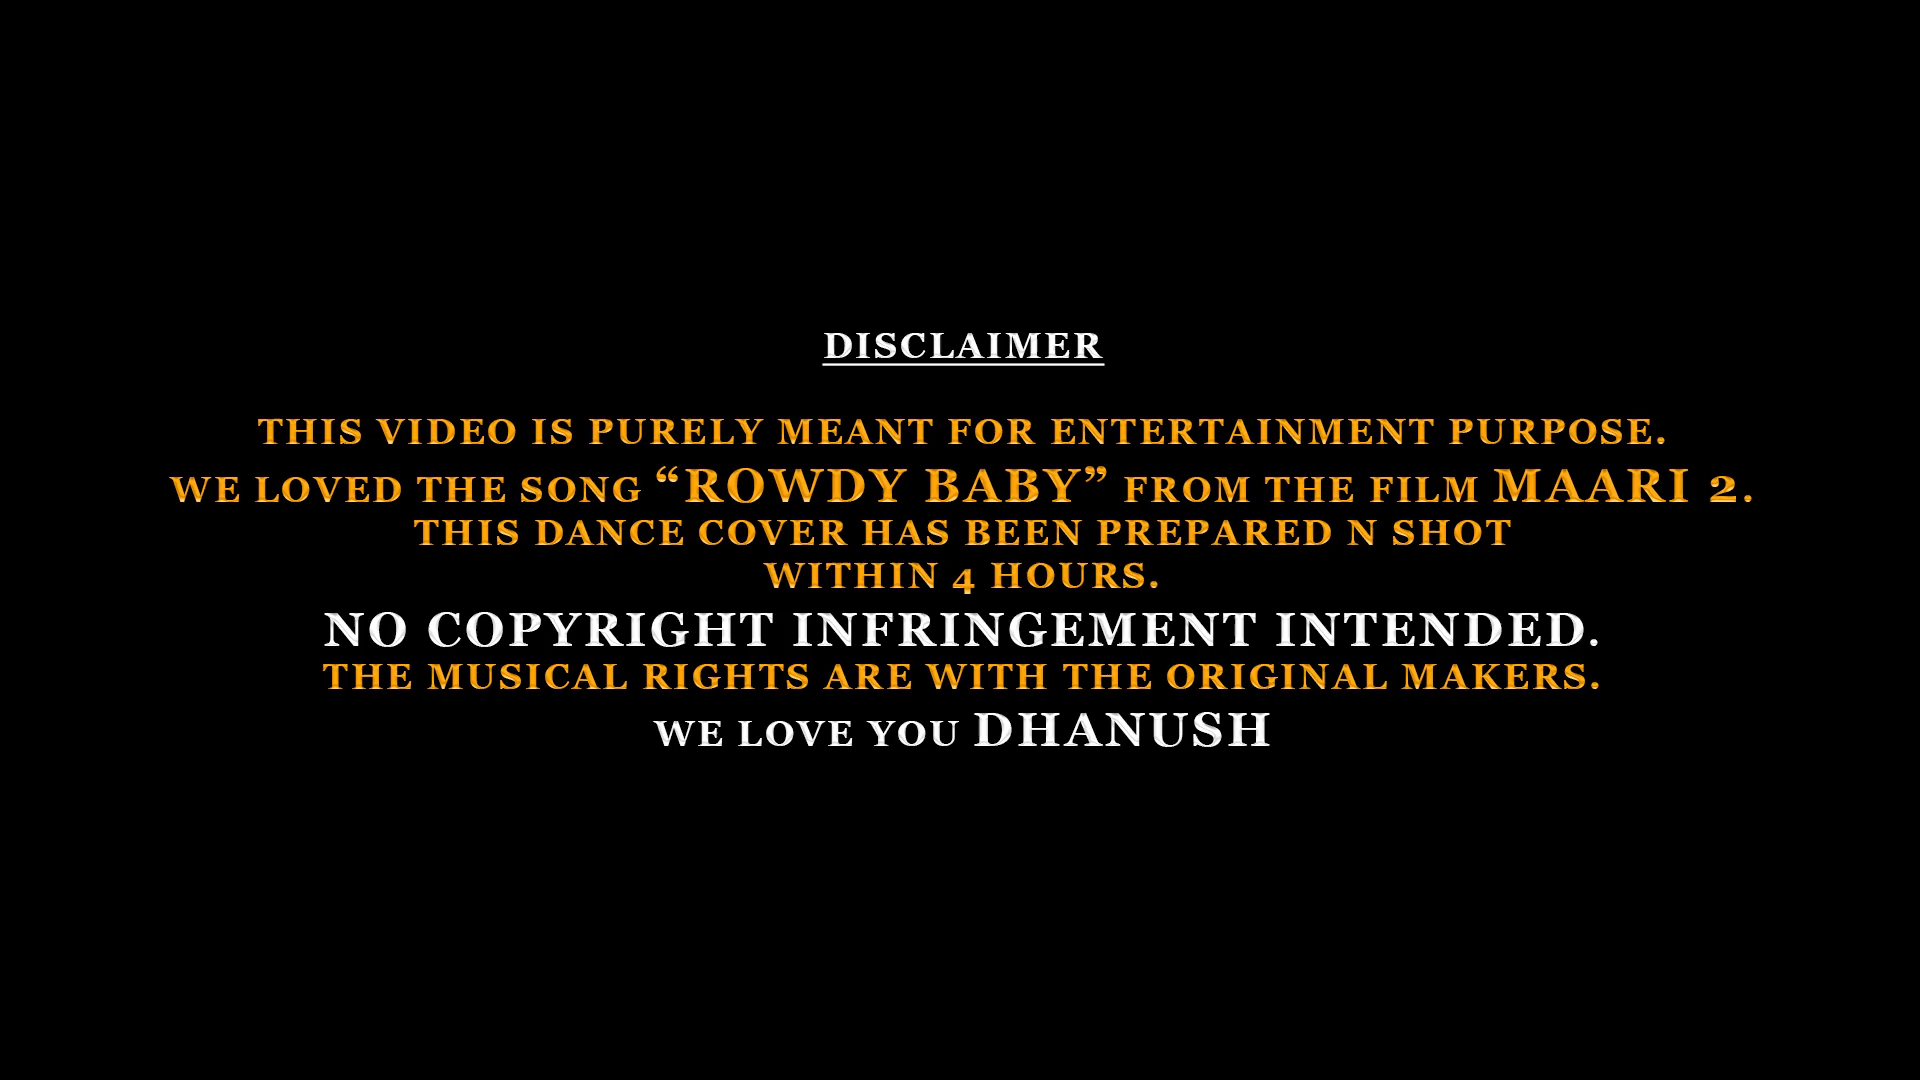 DISCLAIMER
THIS VIDEO IS PURELY MEANT FOR ENTERTAINMENT PURPOSE.
WE LOVED THE SONG “ROWDY BABY” FROM THE FILM MAARI 2.
THIS DANCE COVER HAS BEEN PREPARED N SHOT
WITHIN 4 HOURS.
NO COPYRIGHT INFRINGEMENT INTENDED.
THE MUSICAL RIGHTS ARE WITH THE ORIGINAL MAKERS.
WE LOVE YOU DHANUSH